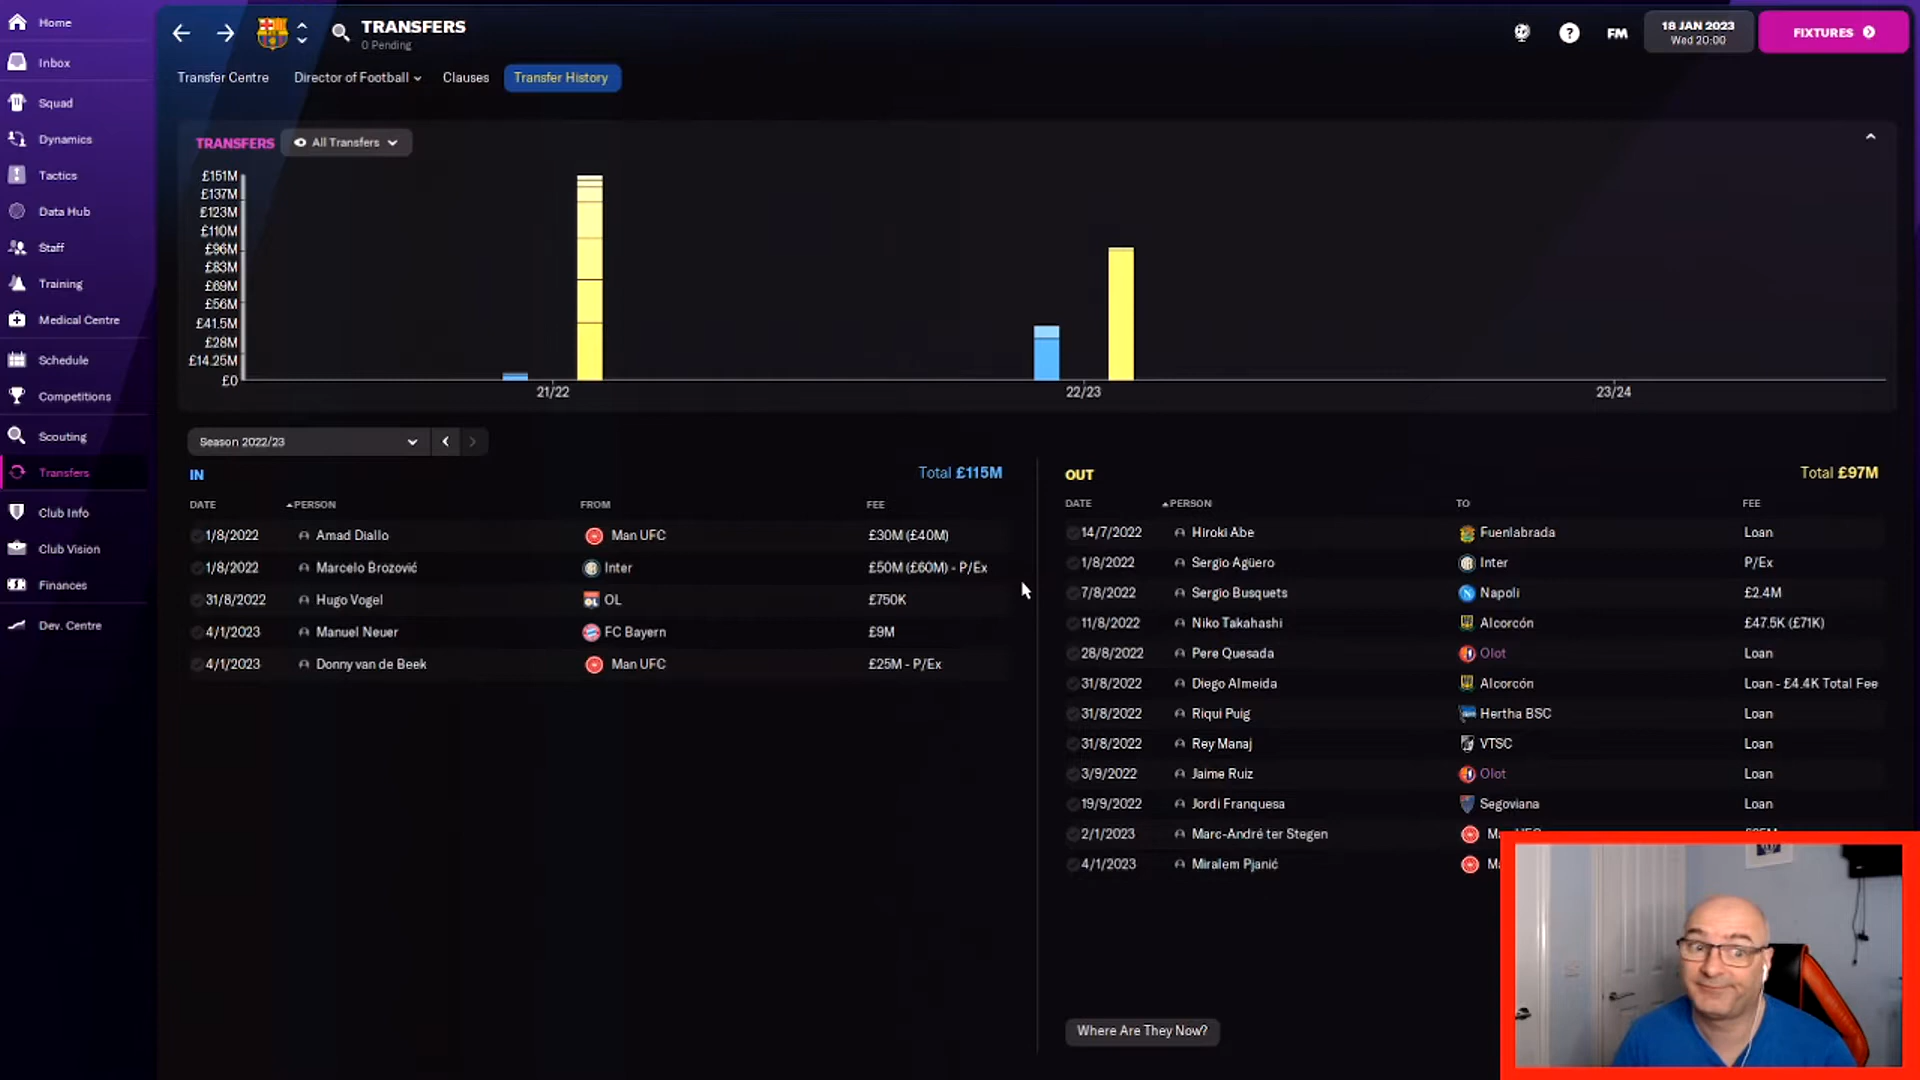 Home
Inbox
Squad
Dynamics
Tactics
Data Hub
Staff
Training
Medical Centre
Schedule
Competitions
Scouting
Transfers
Club Info
Club Vision
Finances
Dev. Centre
TRANSFERS
0 Pending
? FM
18 JAN 2023
Wed 20:00
FIXTURES
Transfer Centre Director of Football Clauses Transfer History
TRANSFERS All Transfers
£151M
£137M
£123M
£110M
£96M
£83M
£69M
£56M
£41.5M
£28M
£14.25M
£0
21/22 22/23 23/24
Season 2022/23
IN Total £115M
DATE PERSON FROM FEE
1/8/2022 Amad Diallo Man UFC £30M (£40M)
1/8/2022 Marcelo Brozović Inter £50M (£60M) - P/Ex
31/8/2022 Hugo Vogel OL £750K
4/1/2023 Manuel Neuer FC Bayern £9M
4/1/2023 Donny van de Beek Man UFC £25M - P/Ex
OUT Total £97M
DATE PERSON TO FEE
14/7/2022 Hiroki Abe Fuenlabrada Loan
1/8/2022 Sergio Agüero Inter P/Ex
7/8/2022 Sergio Busquets Napoli £2.4M
11/8/2022 Niko Takahashi Alcorcón £47.5K (£71K)
28/8/2022 Pere Quesada Olot Loan
31/8/2022 Diego Almeida Alcorcón Loan - £4.4K Total Fee
31/8/2022 Riqui Puig Hertha BSC Loan
31/8/2022 Rey Manaj VTSC Loan
3/9/2022 Jaime Ruiz Olot Loan
19/9/2022 Jordi Franquesa Segoviana Loan
2/1/2023 Marc-André ter Stegen
4/1/2023 Miralem Pjanić
Where Are They Now?